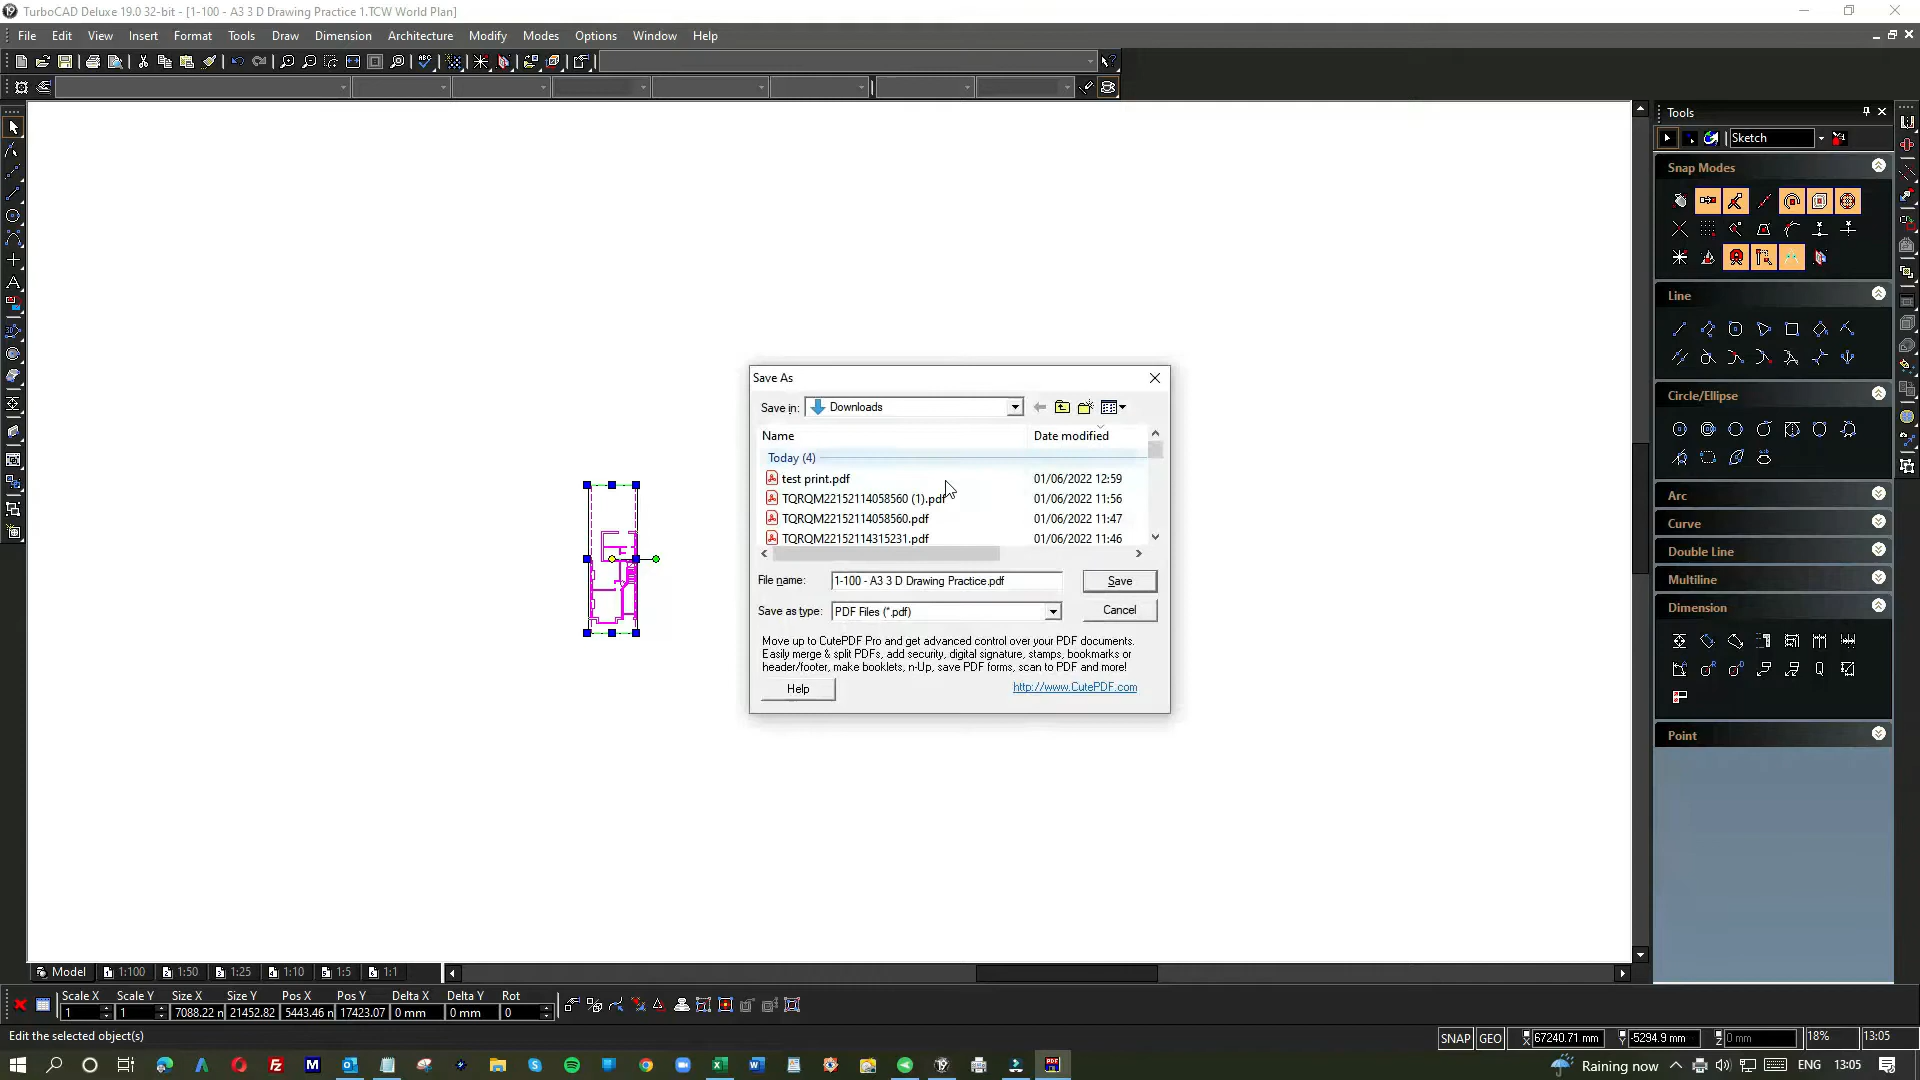 TurboCAD Deluxe 19.0 32-bit - [1-100 - A3 3 D Drawing Practice 1.TCW World Plan]
File Edit View Insert Format Tools Draw Dimension Architecture Modify Modes Options Window Help
Tools
Sketch
Snap Modes
Line
Circle/Ellipse
Arc
Curve
Double Line
Multiline
Dimension
Point
Save As
Save in: Downloads
Name Date modified
Today (4)
test print.pdf 01/06/2022 12:59
TQRQM22152114058560 (1).pdf 01/06/2022 11:56
TQRQM22152114058560.pdf 01/06/2022 11:47
TQRQM22152114315231.pdf 01/06/2022 11:46
File name: 1-100 - A3 3 D Drawing Practice.pdf Save
Save as type: PDF Files (*.pdf) Cancel
Move up to CutePDF Pro and get advanced control over your PDF documents.
Easily merge & split PDFs, add security, digital signature, stamps, bookmarks or
header/footer, make booklets, n-Up, save PDF forms, scan to PDF and more!
Help http://www.CutePDF.com
Model 1:100 1:50 1:25 1:10 1:5 1:1
Scale X Scale Y Size X Size Y Pos X Pos Y Delta X Delta Y Rot
1 1 7088.22 n 21452.82 5443.46 n 17423.07 0 mm 0 mm 0
Edit the selected object(s)
SNAP GEO X 67240.71 mm Y -5294.9 mm Z 0 mm 18% 13:05
Raining now ENG 13:05